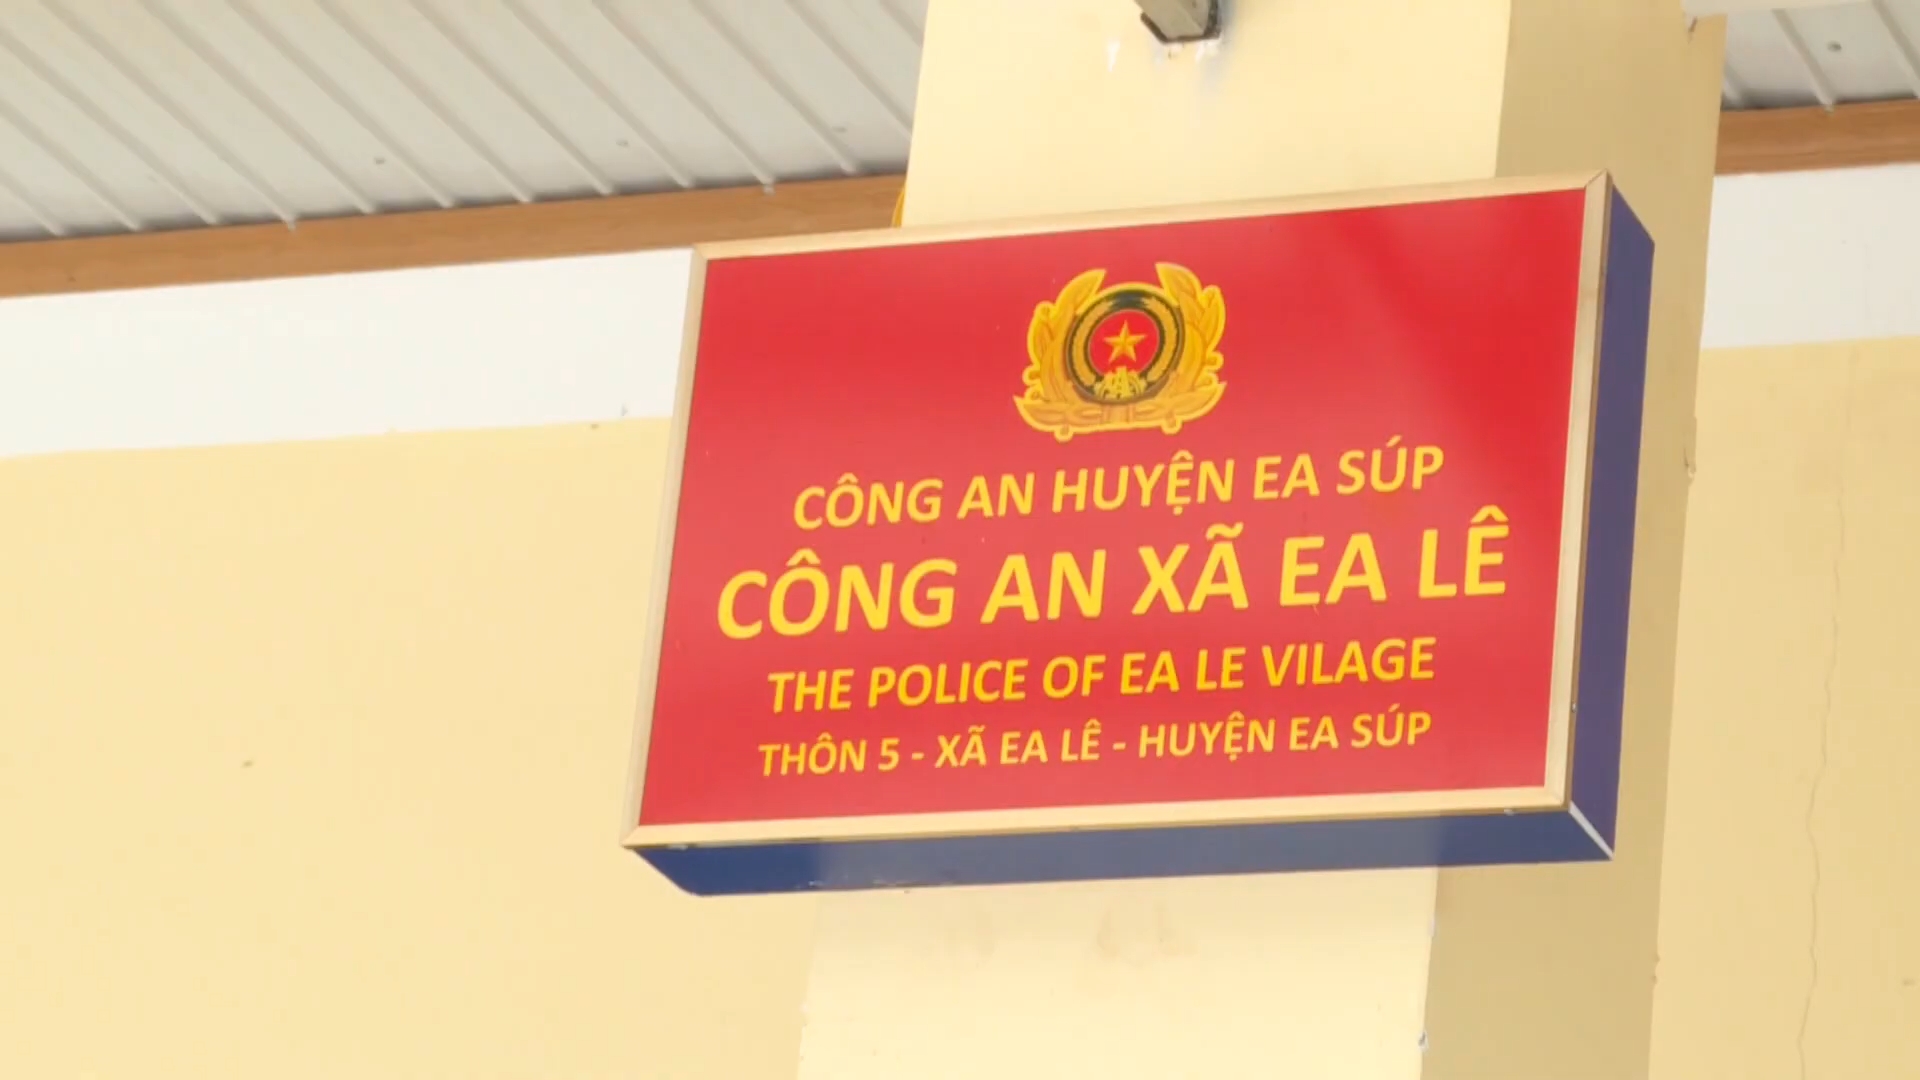 CÔNG AN HUYỆN EA SÚP
CÔNG AN XÃ EA LÊ
THE POLICE OF EA LE VILAGE
THÔN 5 - XÃ EA LÊ - HUYỆN EA SÚP